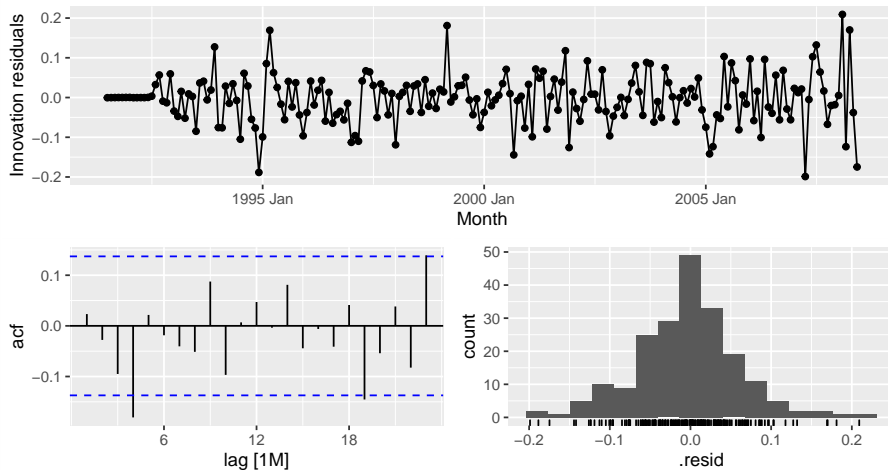 Innovation residuals
0.2
0.1
0.0
−0.1
−0.2
1995 Jan
2000 Jan
2005 Jan
Month
acf
0.1
0.0
−0.1
6
12
18
lag [1M]
count
50
40
30
20
10
0
−0.2
−0.1
0.0
0.1
0.2
.resid